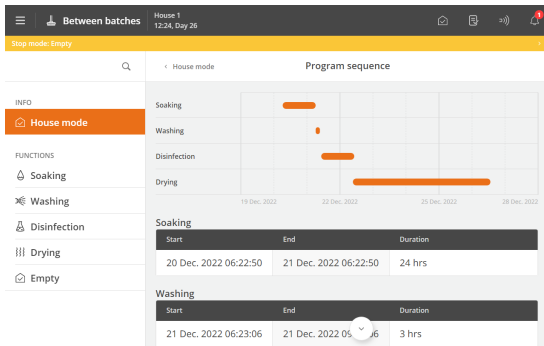 Between batches
House 1
12:24, Day 26
1
Stop mode: Empty
House mode
Program sequence
INFO
House mode
FUNCTIONS
Soaking
Washing
Disinfection
Drying
Empty
Soaking
Washing
Disinfection
Drying
19 Dec. 2022 22 Dec. 2022 25 Dec. 2022 28 Dec. 2022
Soaking
Start End Duration
20 Dec. 2022 06:22:50 21 Dec. 2022 06:22:50 24 hrs
Washing
Start End Duration
21 Dec. 2022 06:23:06 21 Dec. 2022 3 hrs